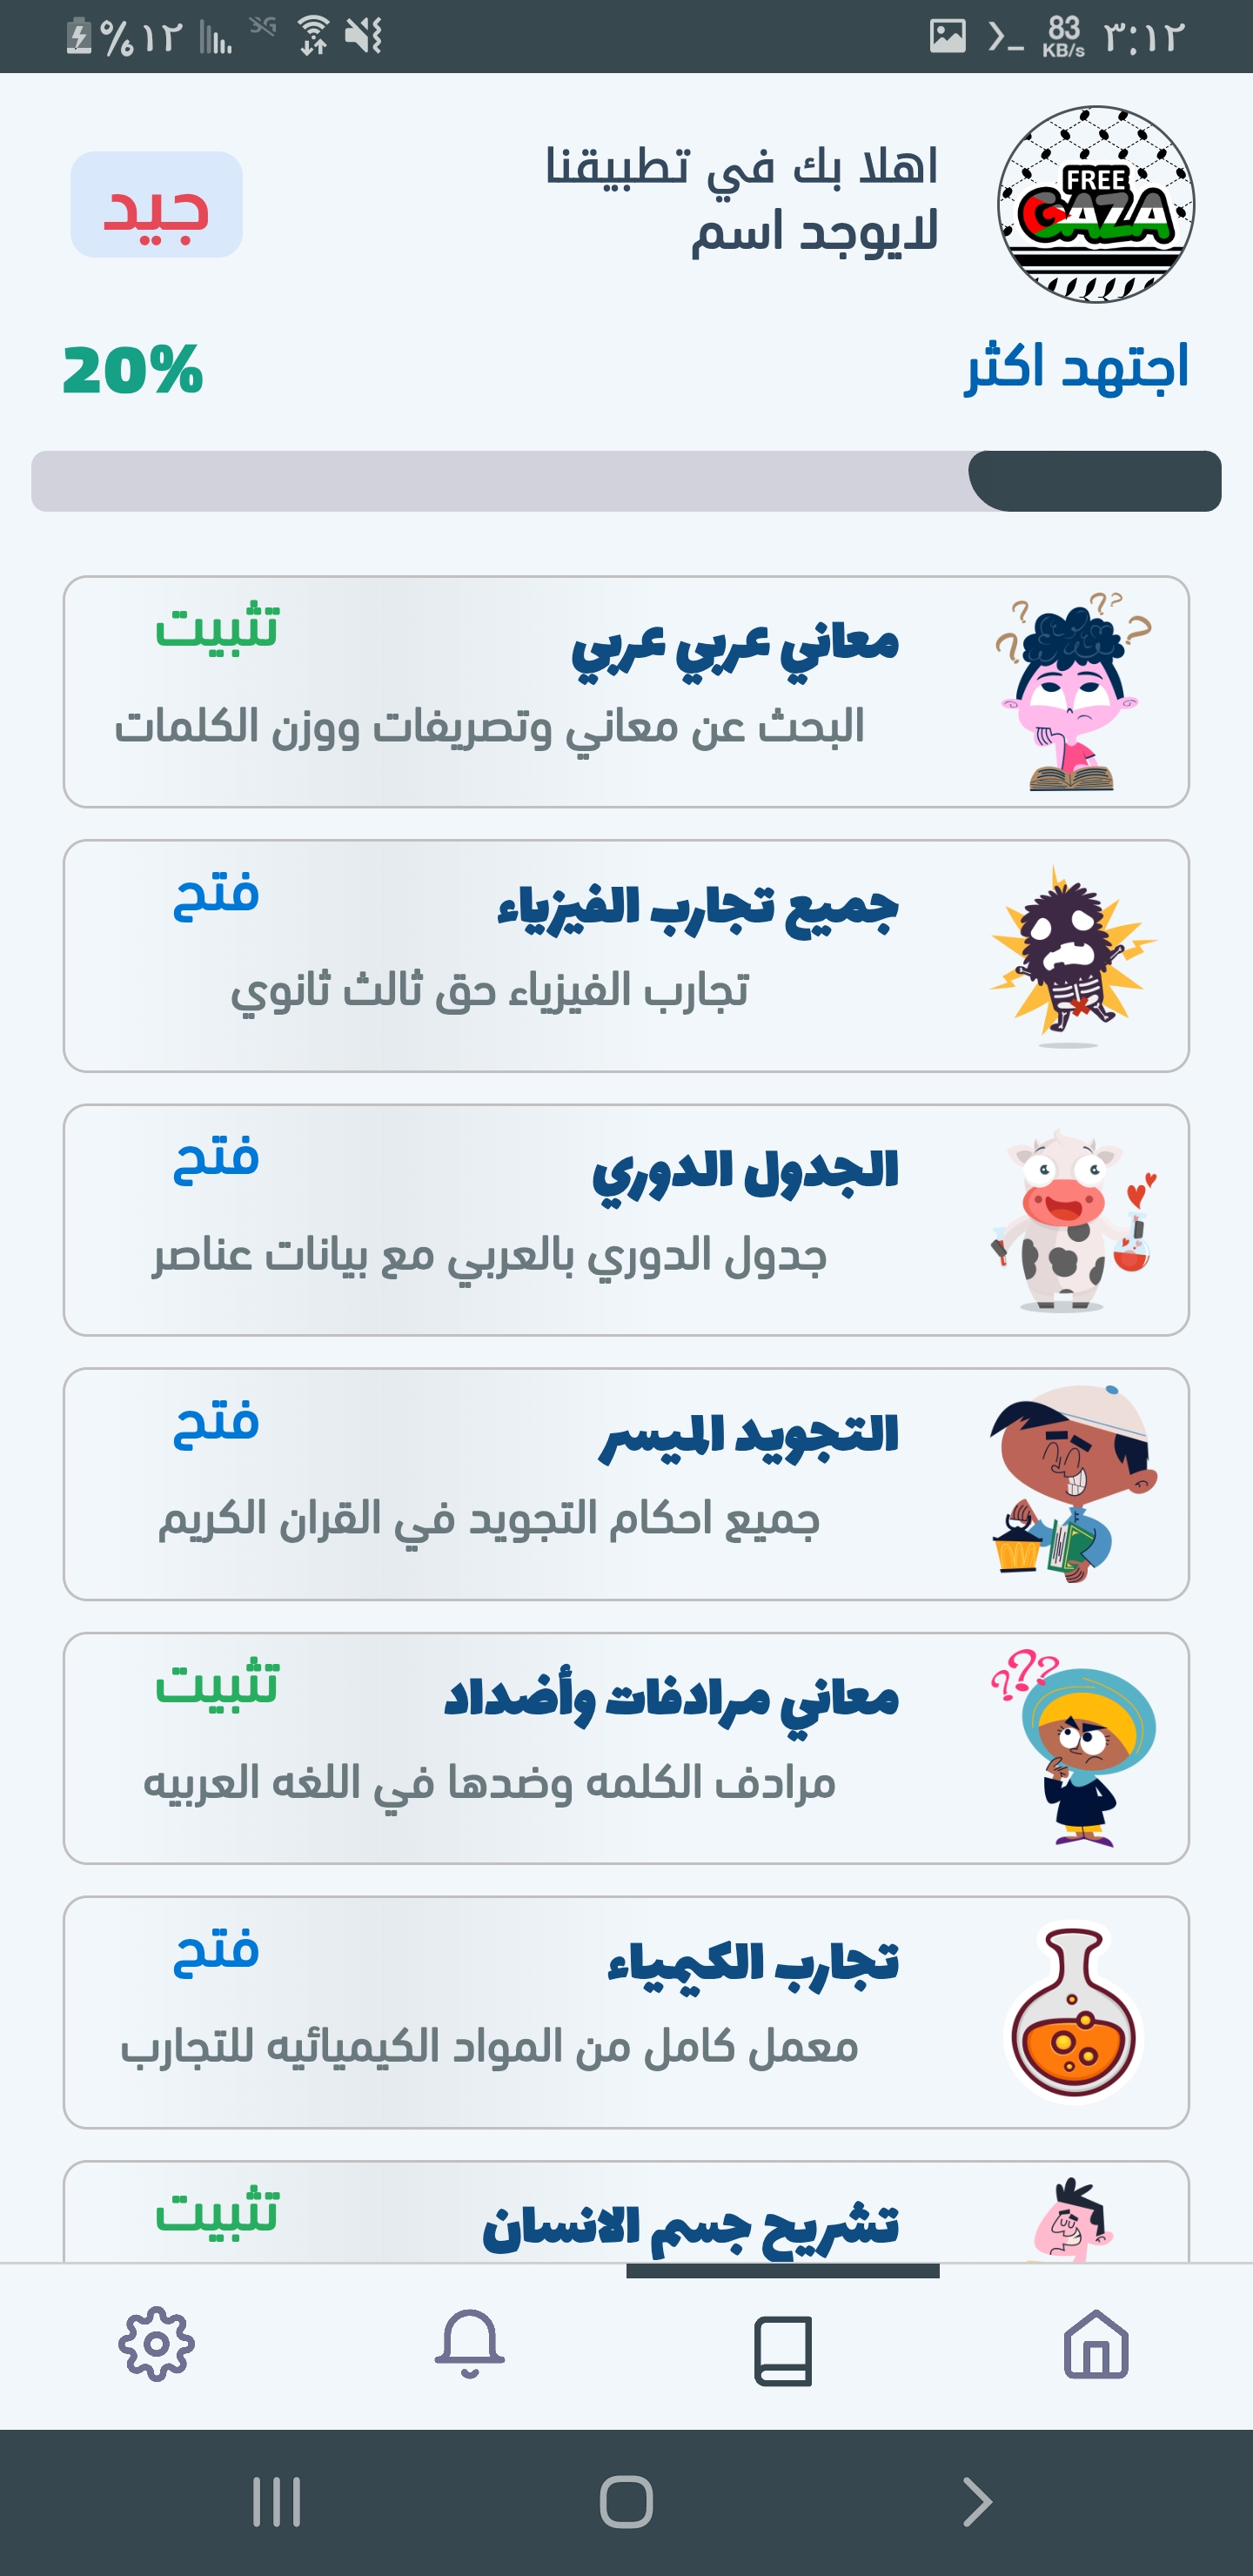 ٣:١٢ 83 KB/s %١٢
FREE
GAZA
اهلا بك في تطبيقنا
لايوجد اسم
جيد
اجتهد اكثر
20%
معاني عربي عربي
تثبيت
البحث عن معاني وتصريفات ووزن الكلمات
جميع تجارب الفيزياء
فتح
تجارب الفيزياء حق ثالث ثانوي
الجدول الدوري
فتح
جدول الدوري بالعربي مع بيانات عناصر
التجويد الميسر
فتح
جميع احكام التجويد في القران الكريم
معاني مرادفات وأضداد
تثبيت
مرادف الكلمه وضدها في اللغه العربيه
تجارب الكيمياء
فتح
معمل كامل من المواد الكيميائيه للتجارب
تشريح جسم الانسان
تثبيت